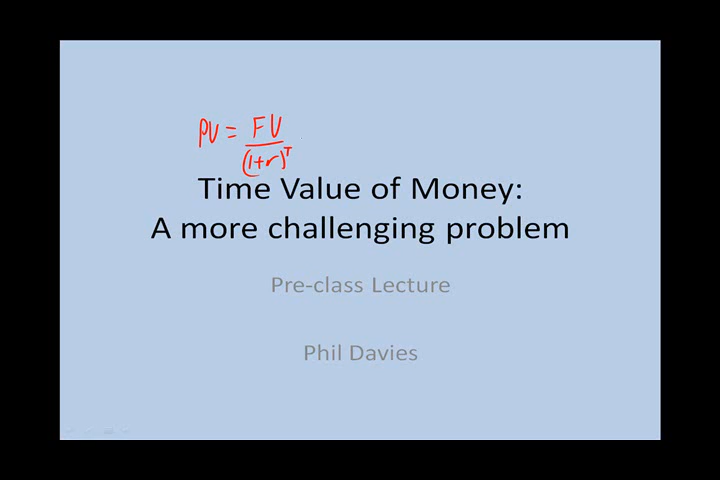 PV = FV
(1+r)^T
Time Value of Money:
A more challenging problem
Pre-class Lecture
Phil Davies